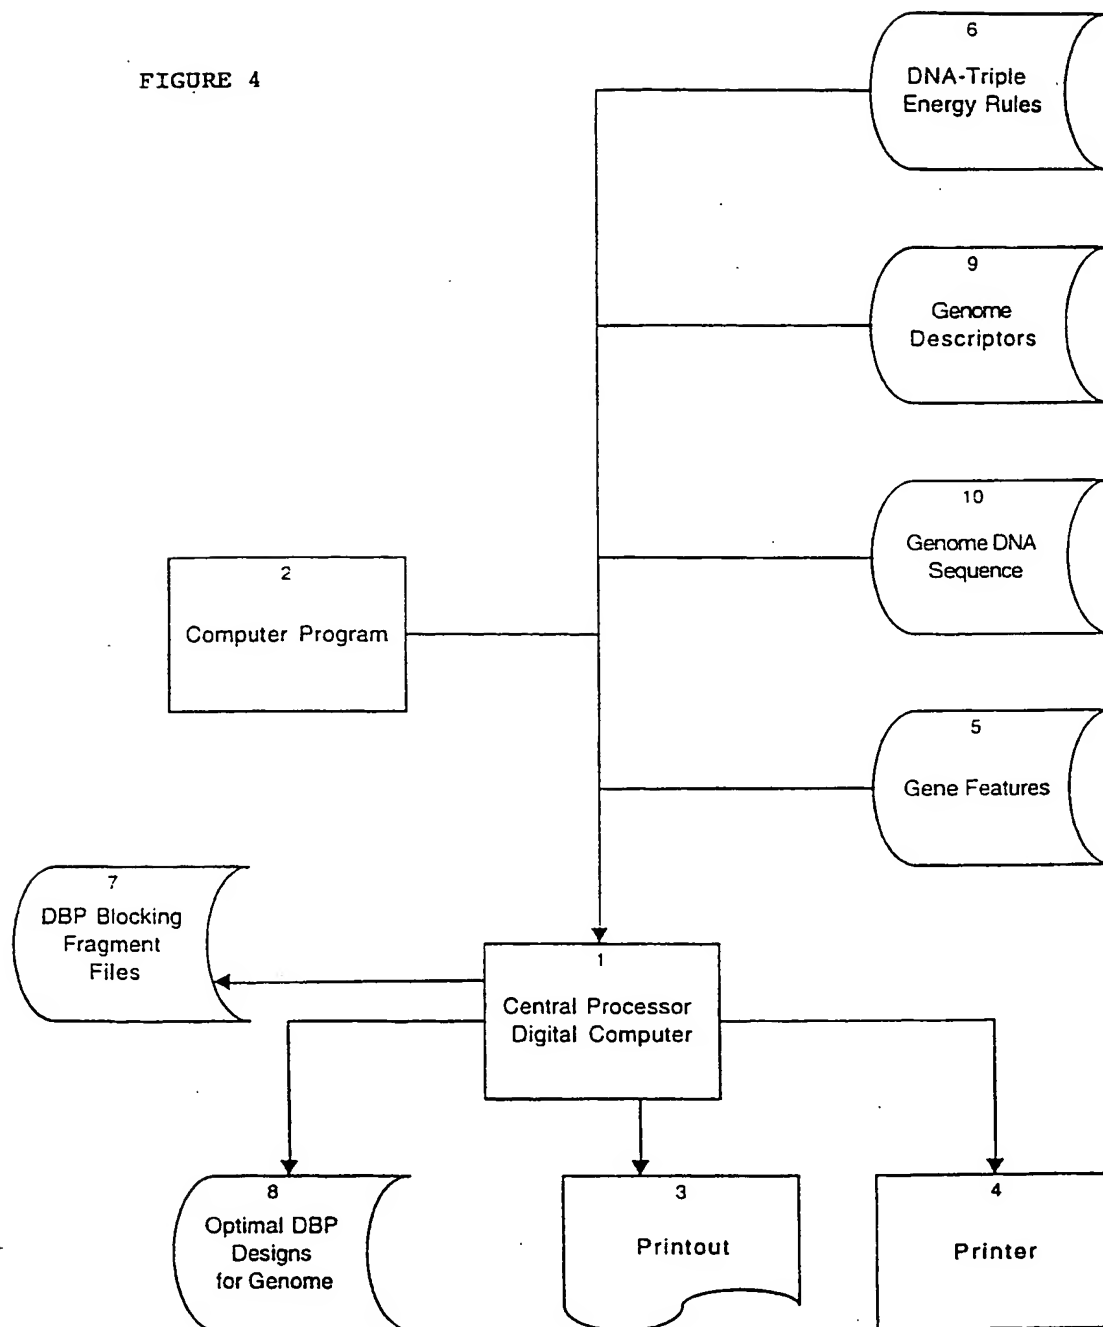 FIGURE 4
6
DNA-Triple
Energy Rules
9
Genome
Descriptors
10
Genome DNA
Sequence
2
Computer Program
5
Gene Features
7
DBP Blocking
Fragment
Files
1
Central Processor
Digital Computer
8
Optimal DBP
Designs
for Genome
3
Printout
4
Printer